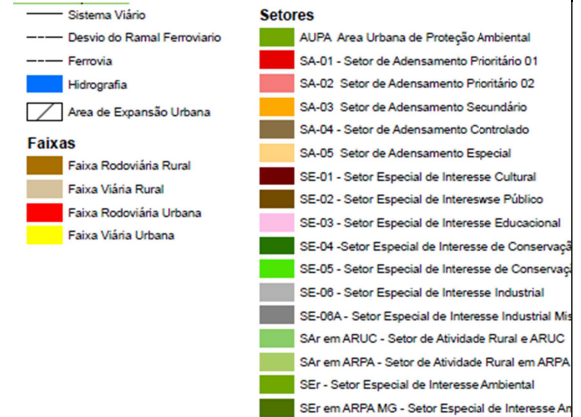 Sistema Viário
Desvio do Ramal Ferroviario
Ferrovia
Hidrografia
Area de Expansão Urbana
Faixas
Faixa Rodoviária Rural
Faixa Viária Rural
Faixa Rodoviária Urbana
Faixa Viária Urbana
Setores
AUPA Area Urbana de Proteção Ambiental
SA-01 - Setor de Adensamento Prioritário 01
SA-02 Setor de Adensamento Prioritário 02
SA-03 Setor de Adensamento Secundário
SA-04 - Setor de Adensamento Controlado
SA-05 Setor de Adensamento Especial
SE-01 - Setor Especial de Interesse Cultural
SE-02 - Setor Especial de Intereswse Público
SE-03 - Setor Especial de Interesse Educacional
SE-04 -Setor Especial de Interesse de Conservaçã
SE-05 - Setor Especial de Interesse de Conservaçã
SE-06 - Setor Especial de Interesse Industrial
SE-06A - Setor Especial de Interesse Industrial Mis
SAr em ARUC - Setor de Atividade Rural e ARUC
SAr em ARPA - Setor de Atividade Rural em ARPA
SEr - Setor Especial de Interesse Ambiental
SEr em ARPA MG - Setor Especial de Interesse Am